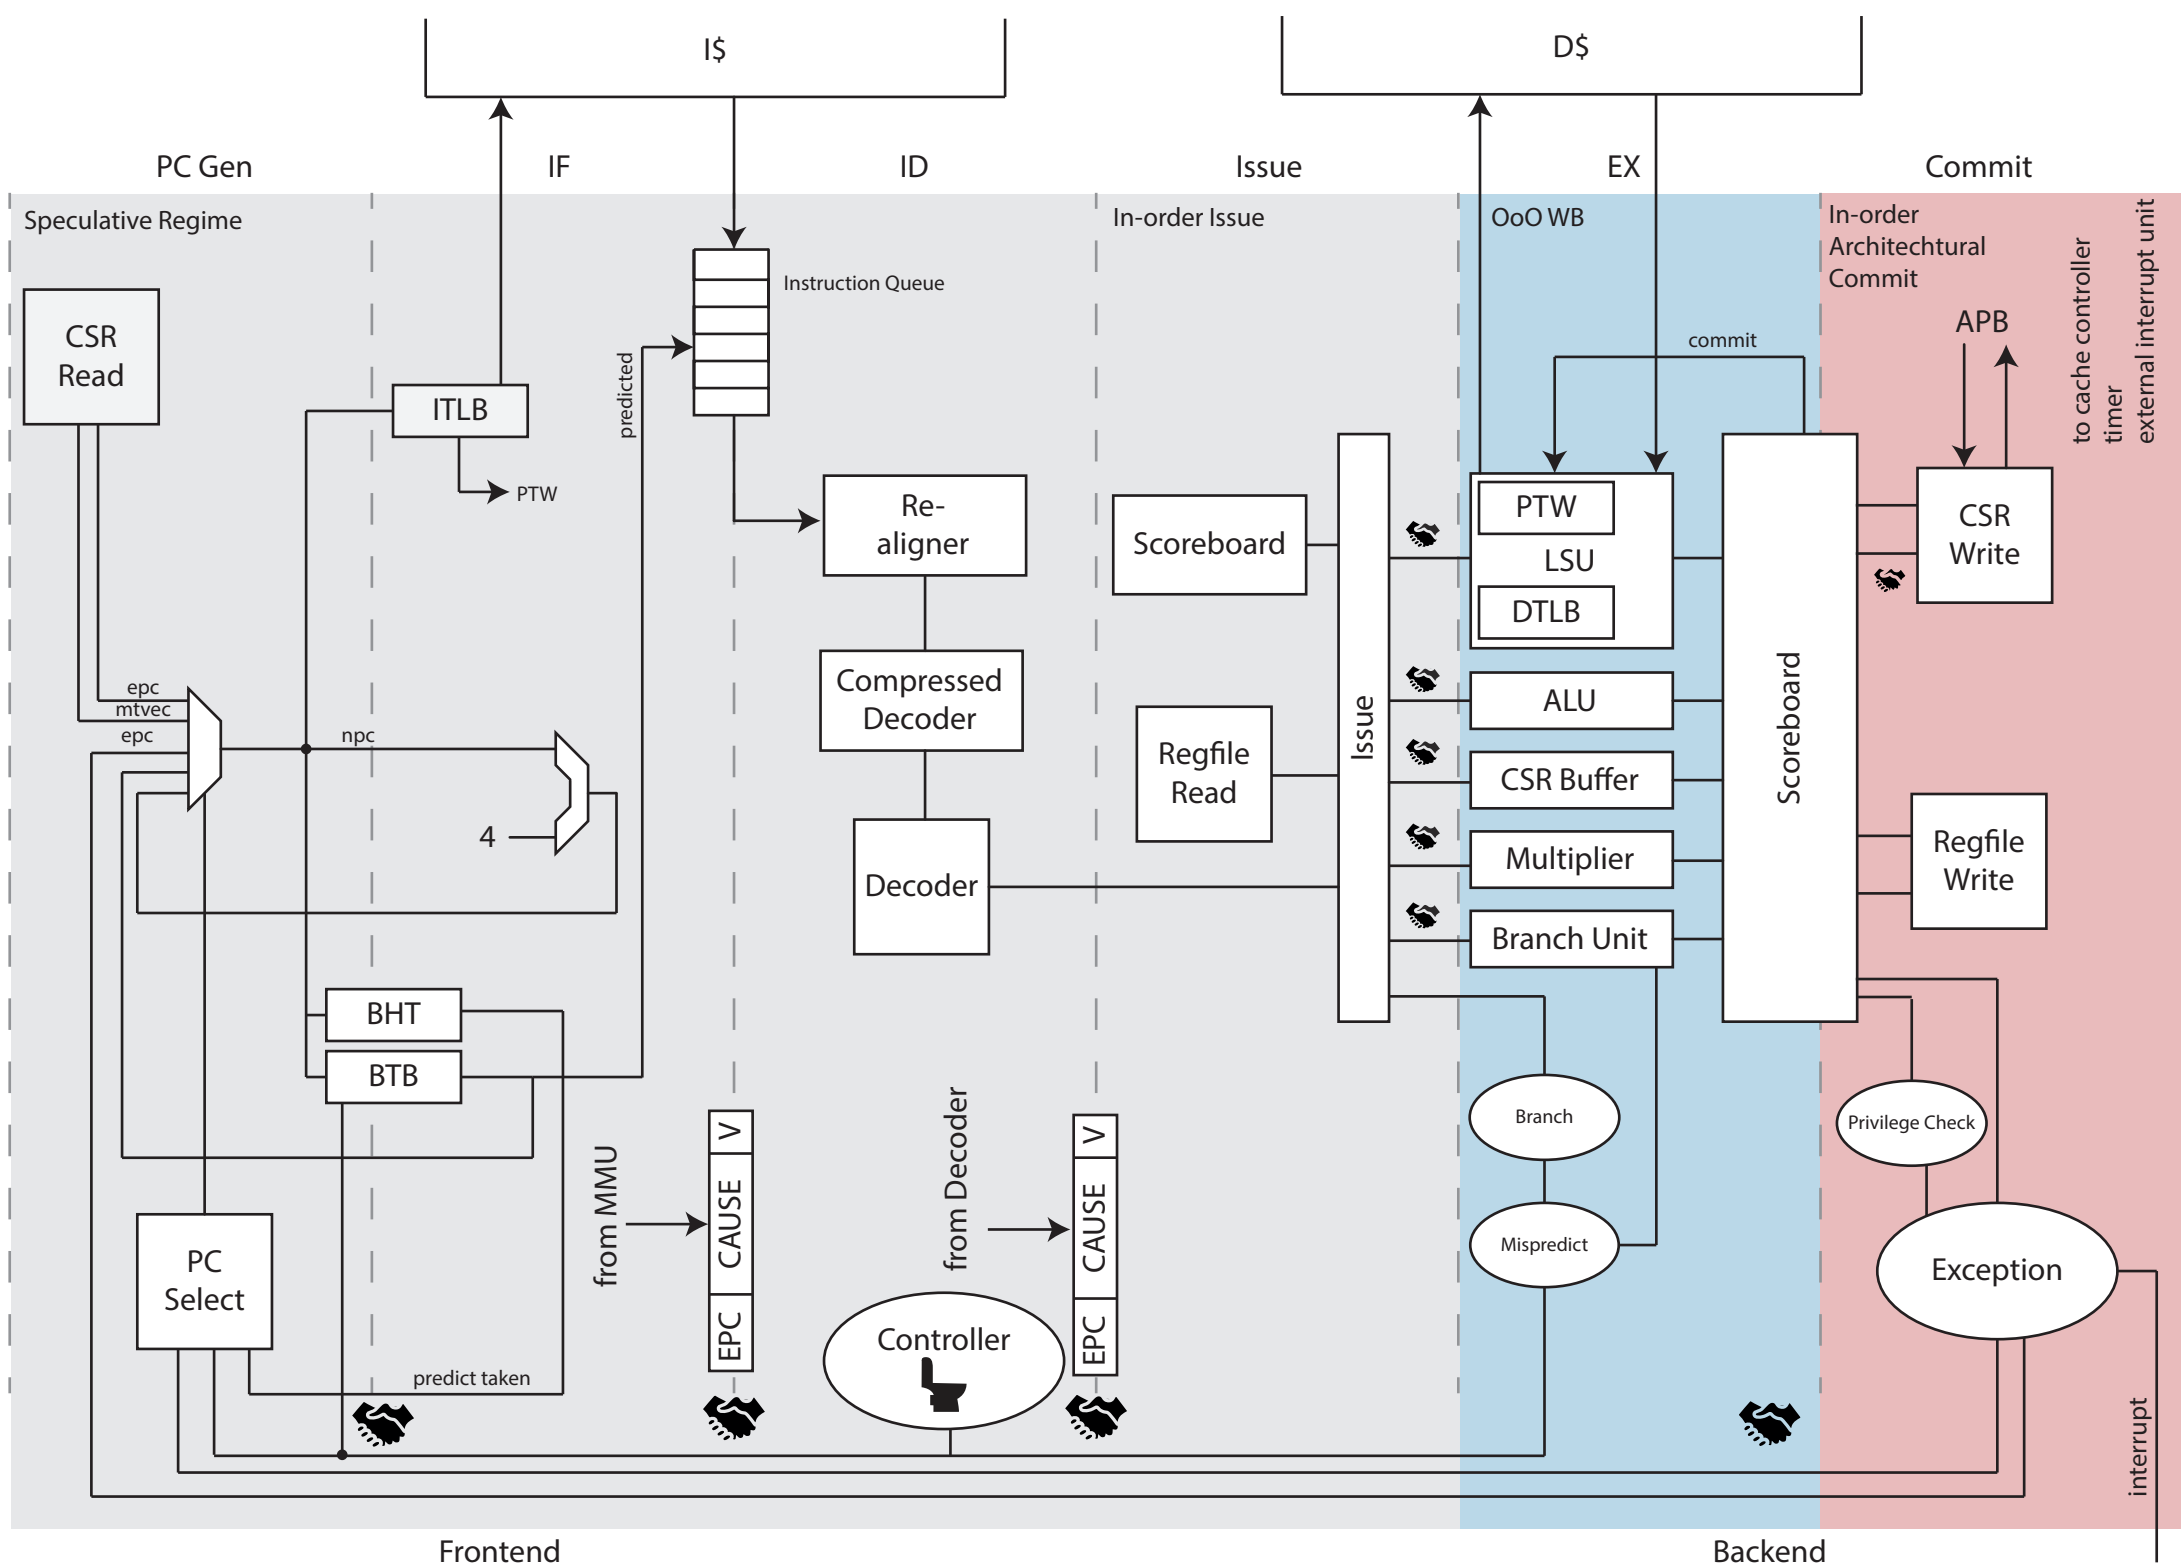 I$
D$
PC Gen
IF
ID
Issue
EX
Commit
Speculative Regime
In-order Issue
OoO WB
In-order
Architechtural
Commit
to cache controller
timer
external interrupt unit
Instruction Queue
CSR
Read
ITLB
PTW
predicted
APB
commit
Re-
aligner
Scoreboard
PTW
LSU
DTLB
CSR
Write
Compressed
Decoder
epc
mtvec
epc
npc
4
Regfile
Read
Issue
ALU
CSR Buffer
Multiplier
Branch Unit
Scoreboard
Regfile
Write
Decoder
BHT
BTB
Branch
Privilege Check
Mispredict
Exception
from MMU
V
CAUSE
EPC
from Decoder
V
CAUSE
EPC
PC
Select
Controller
predict taken
interrupt
Frontend
Backend